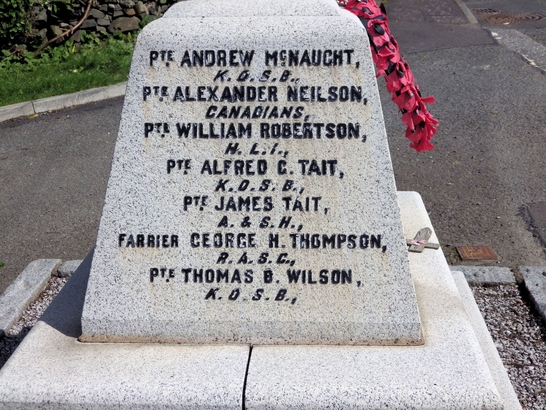 PTE ANDREW McNAUGHT,
K.O.S.B.,
PTE ALEXANDER NEILSON,
CANADIANS,
PTE WILLIAM ROBERTSON,
H.L.I.,
PTE ALFRED C. TAIT,
K.O.S.B.,
PTE JAMES TAIT,
A. & S.H.,
FARRIER GEORGE H. THOMPSON,
R.A.S.C.,
PTE THOMAS B. WILSON,
K.O.S.B.,